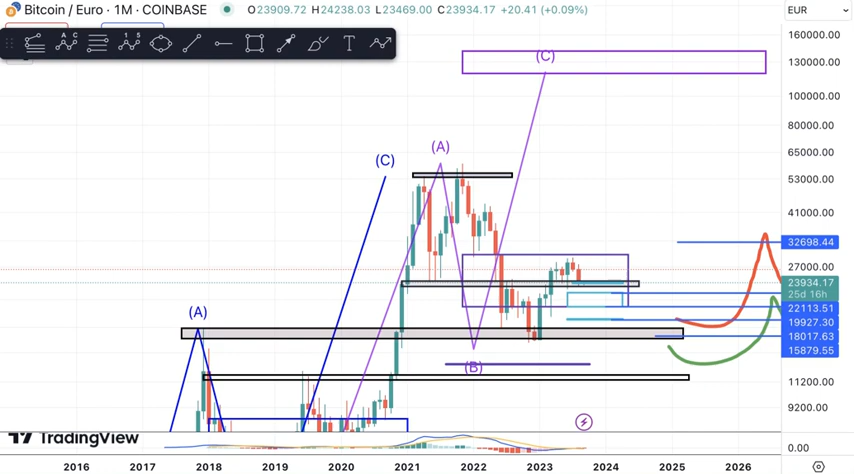 Bitcoin / Euro · 1M · COINBASE O23909.72 H24238.03 L23469.00 C23934.17 +20.41 (+0.09%) EUR
A C
1 5
T
160000.00
(C)
130000.00
100000.00
80000.00
(A)
65000.00
(C)
53000.00
41000.00
32698.44
27000.00
23934.17
25d 16h
22113.51
(A)
19927.30
18017.63
15879.55
(B)
11200.00
9200.00
TradingView
0.00
2016 2017 2018 2019 2020 2021 2022 2023 2024 2025 2026